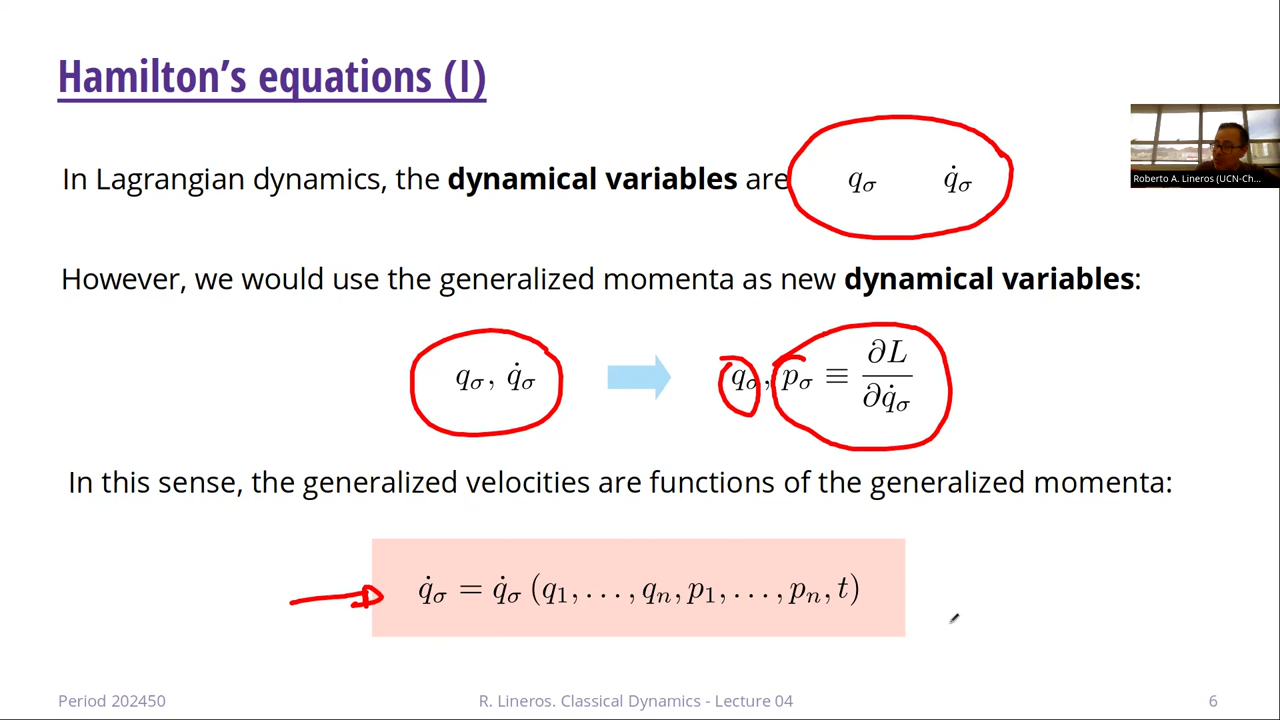 Hamilton's equations (I)
In Lagrangian dynamics, the dynamical variables are q_σ q̇_σ
Roberto A. Lineros (UCN-Ch...
However, we would use the generalized momenta as new dynamical variables:
q_σ, q̇_σ q_σ, p_σ ≡ ∂L/∂q̇_σ
In this sense, the generalized velocities are functions of the generalized momenta:
q̇_σ = q̇_σ (q_1, . . . , q_n, p_1, . . . , p_n, t)
Period 202450 R. Lineros. Classical Dynamics - Lecture 04 6